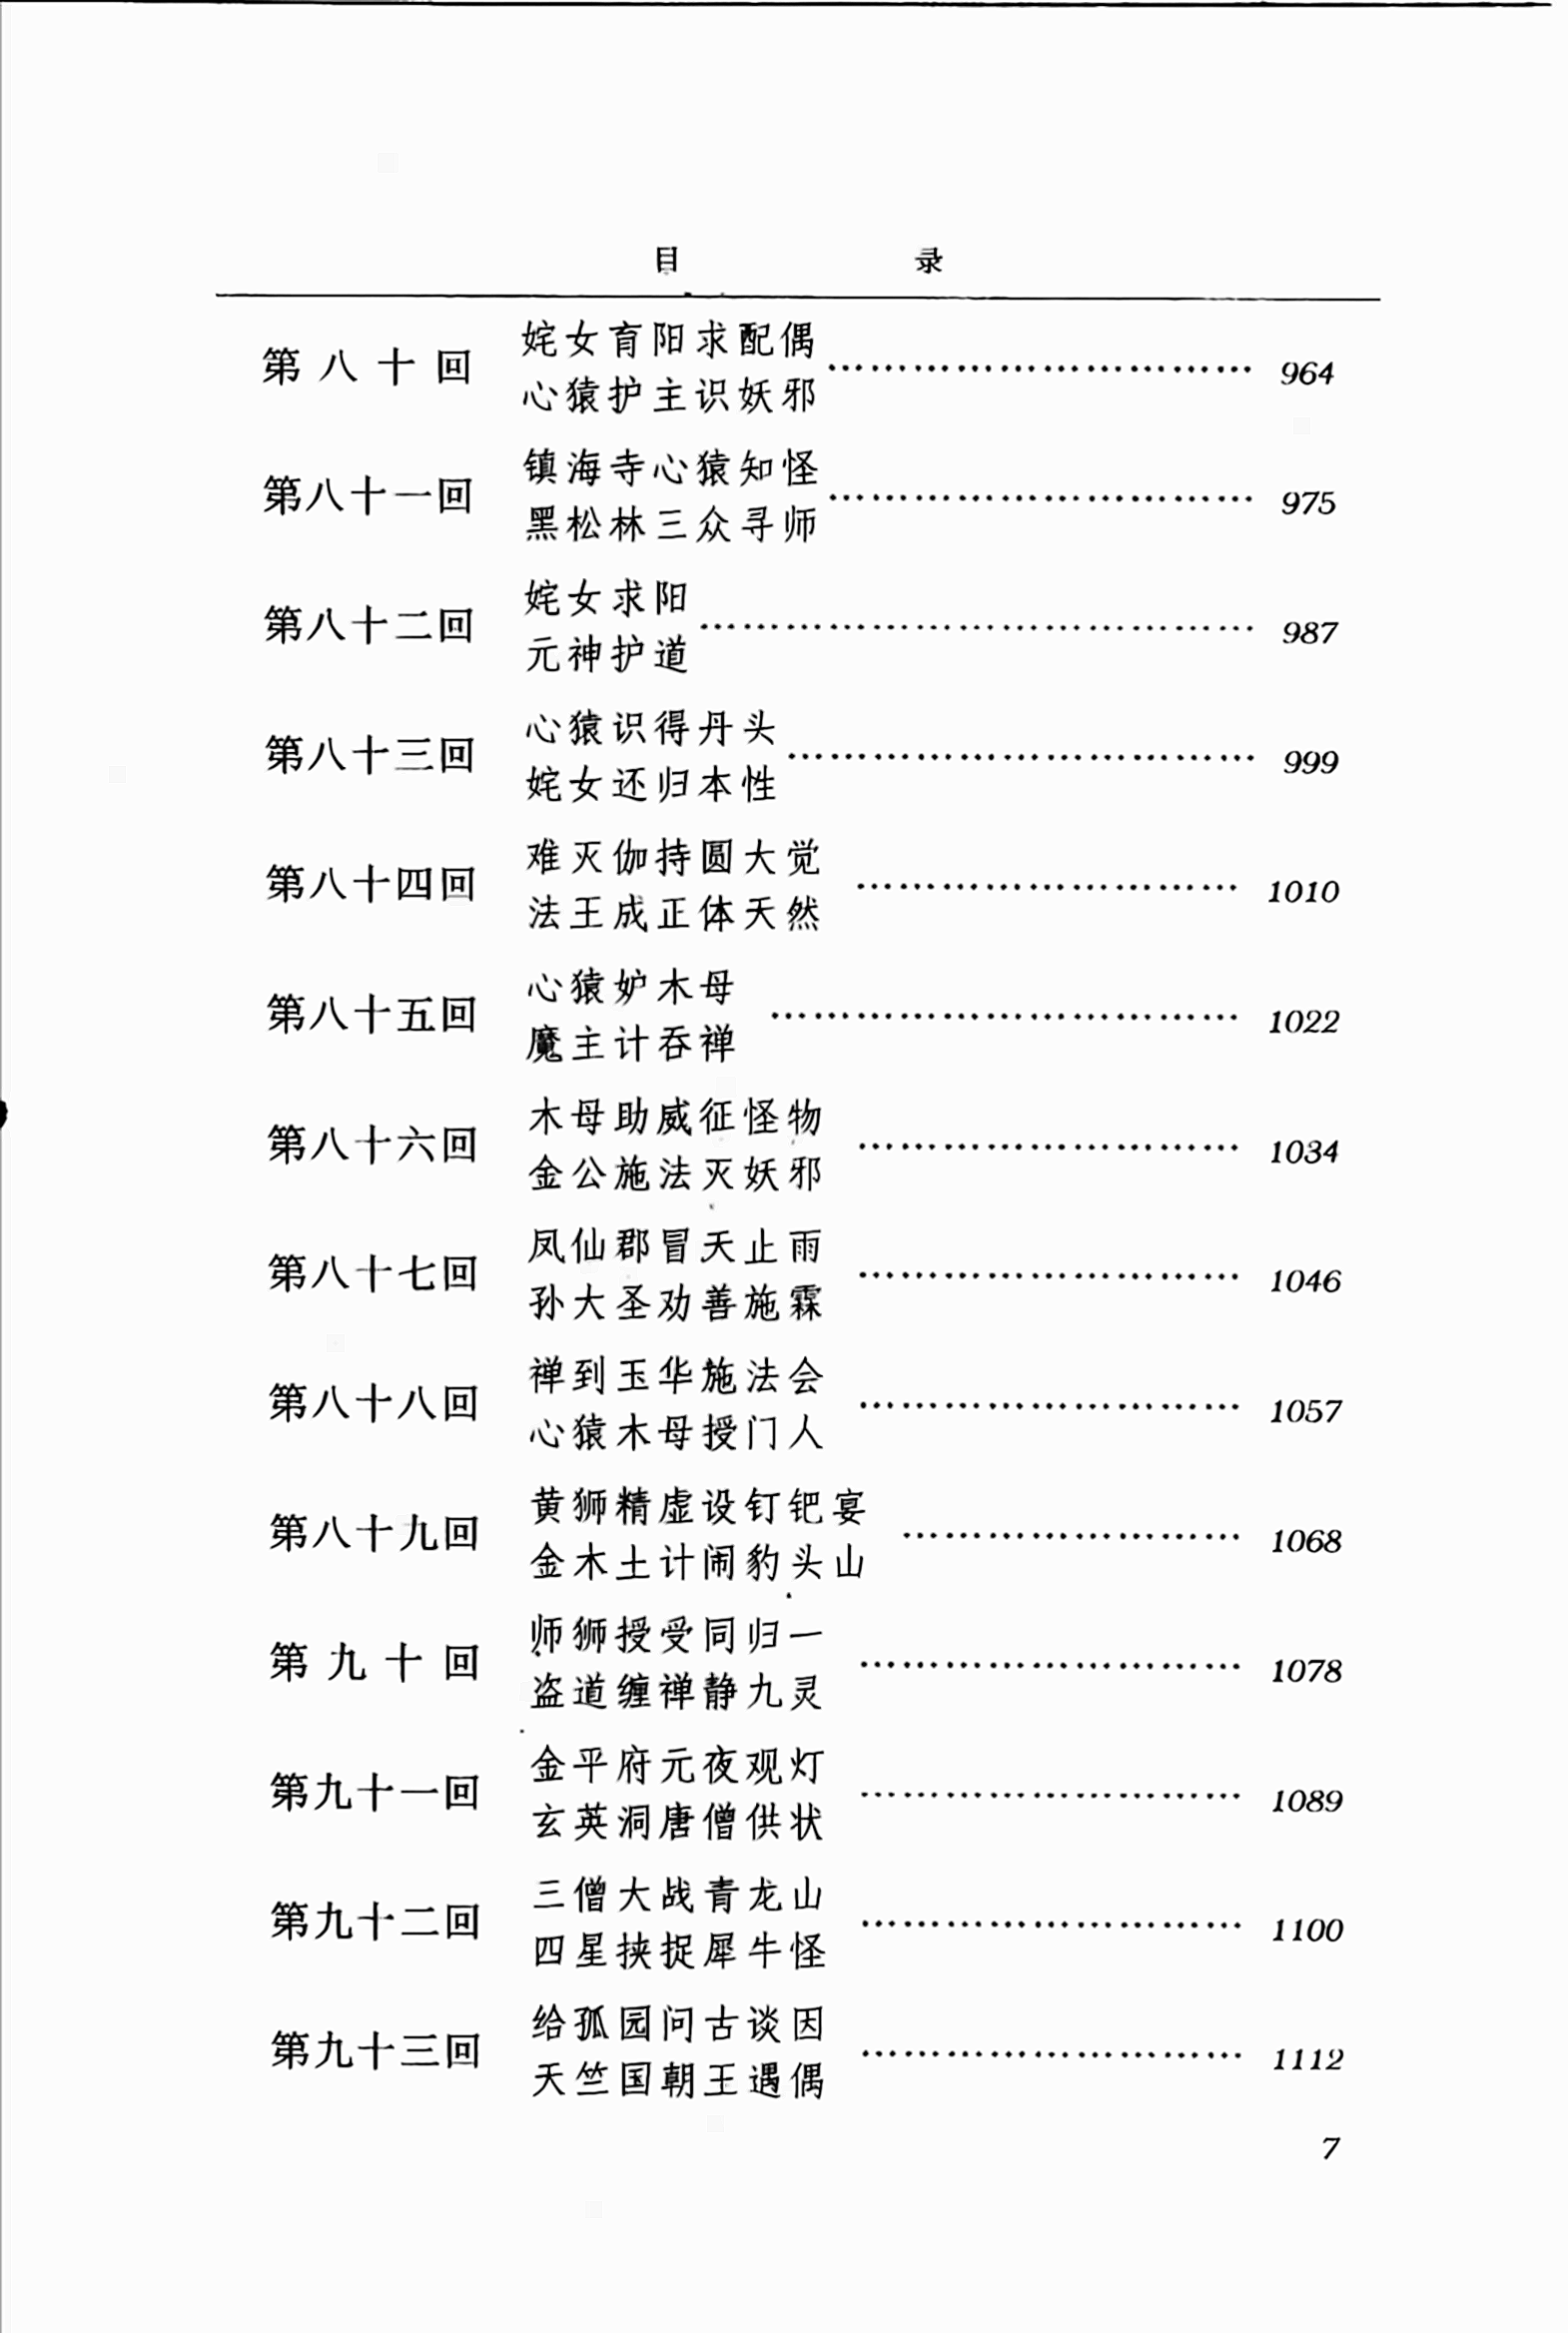 目 录
第八十回 姹女育阳求配偶
心猿护主识妖邪 964
第八十一回 镇海寺心猿知怪
黑松林三众寻师 975
第八十二回 姹女求阳
元神护道 987
第八十三回 心猿识得丹头
姹女还归本性 999
第八十四回 难灭伽持圆大觉
法王成正体天然 1010
第八十五回 心猿妒木母
魔主计吞禅 1022
第八十六回 木母助威征怪物
金公施法灭妖邪 1034
第八十七回 凤仙郡冒天止雨
孙大圣劝善施霖 1046
第八十八回 禅到玉华施法会
心猿木母授门人 1057
第八十九回 黄狮精虚设钉钯宴
金木土计闹豹头山 1068
第九十回 师狮授受同归一
盗道缠禅静九灵 1078
第九十一回 金平府元夜观灯
玄英洞唐僧供状 1089
第九十二回 三僧大战青龙山
四星挟捉犀牛怪 1100
第九十三回 给孤园问古谈因
天竺国朝王遇偶 1112
7